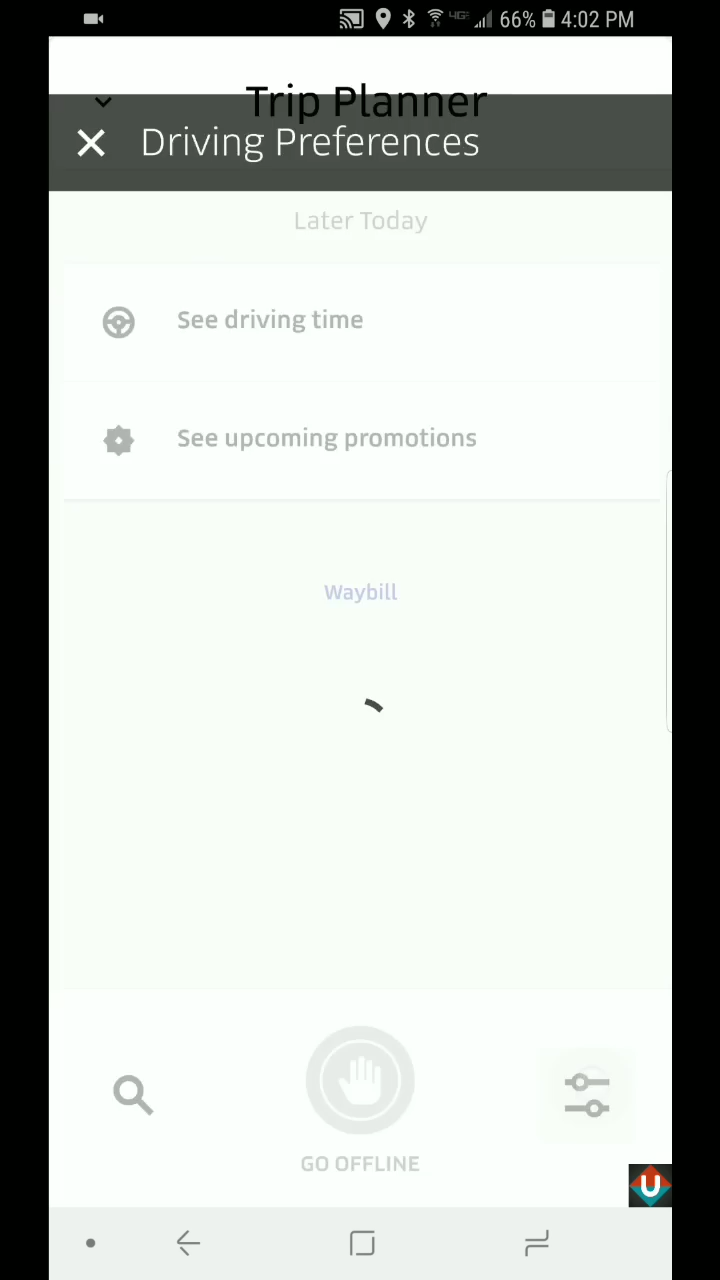 4GE 66% 4:02 PM
Trip Planner
Driving Preferences
Later Today
See driving time
See upcoming promotions
Waybill
GO OFFLINE
U